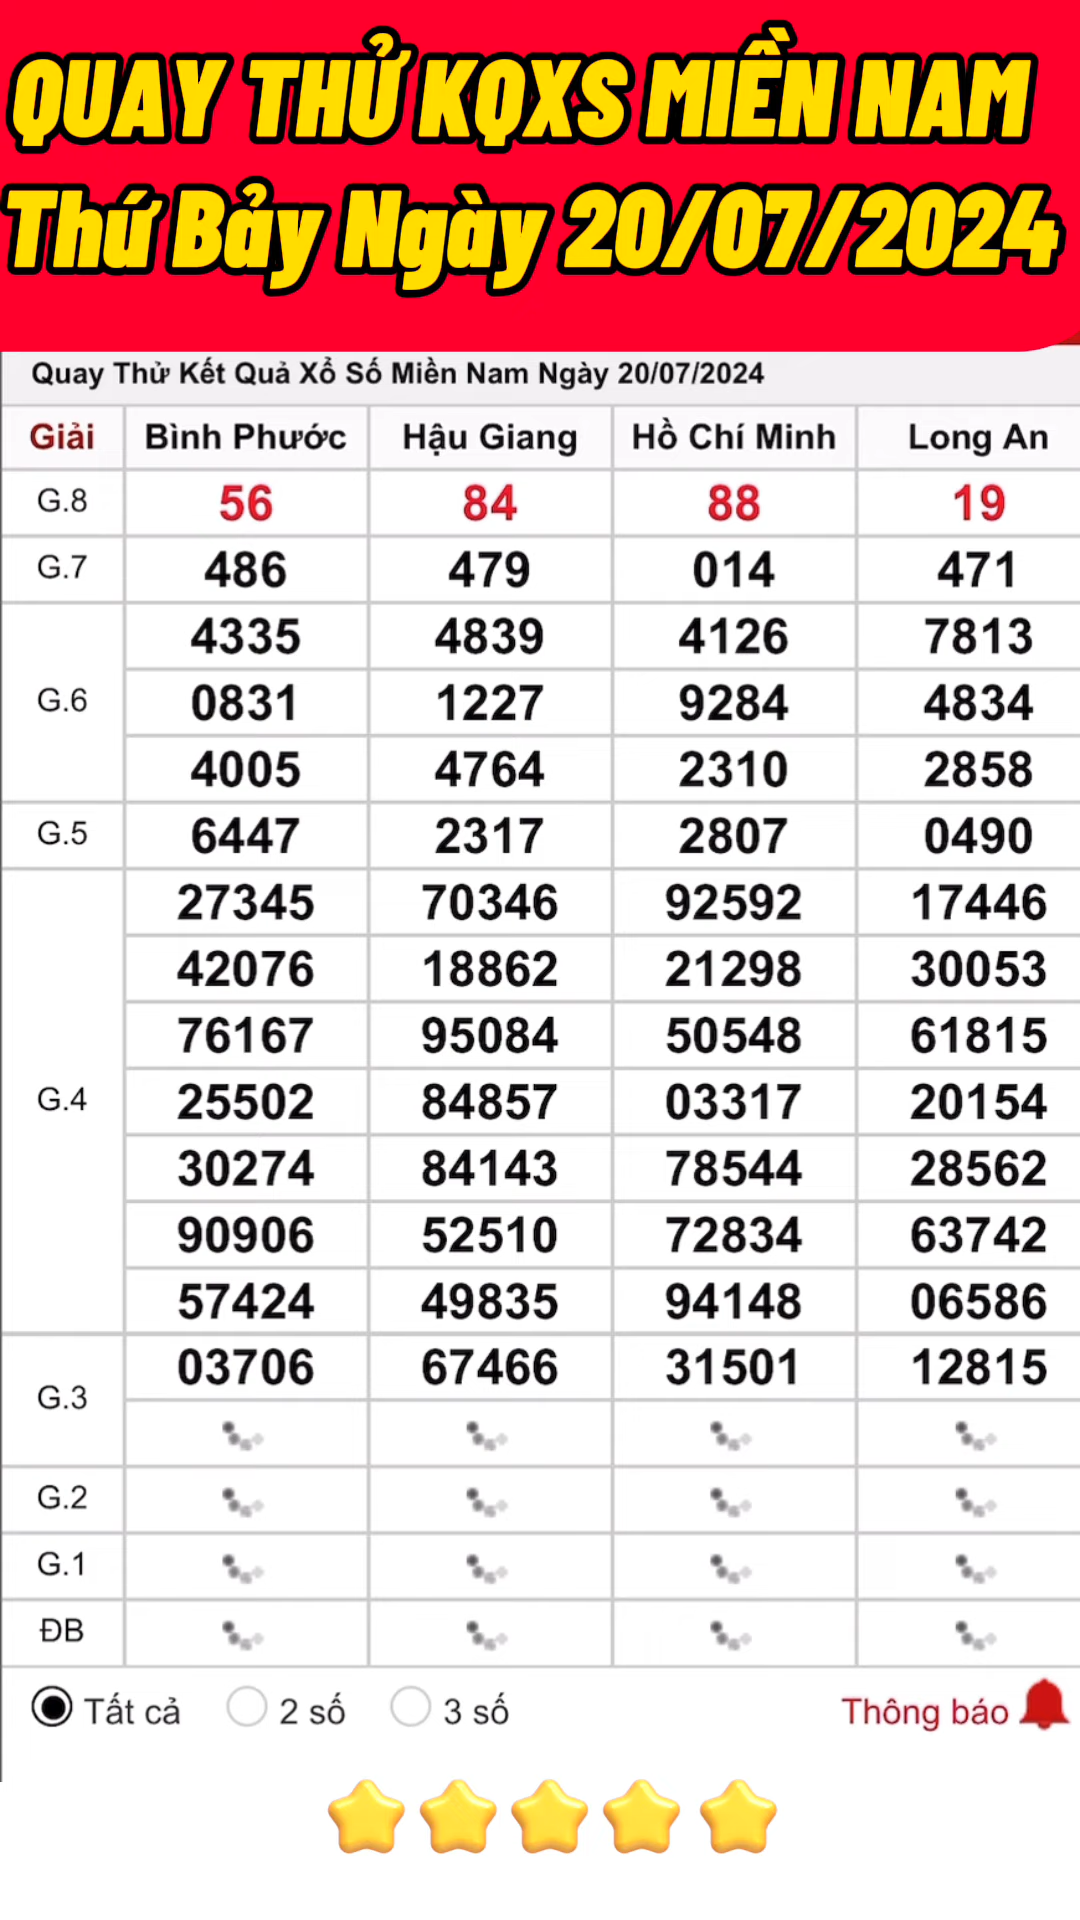 QUAY THỬ KQXS MIỀN NAM
Thứ Bảy Ngày 20/07/2024
Quay Thử Kết Quả Xổ Số Miền Nam Ngày 20/07/2024
Giải Bình Phước Hậu Giang Hồ Chí Minh Long An
G.8 56 84 88 19
G.7 486 479 014 471
4335 4839 4126 7813
G.6 0831 1227 9284 4834
4005 4764 2310 2858
G.5 6447 2317 2807 0490
27345 70346 92592 17446
42076 18862 21298 30053
76167 95084 50548 61815
G.4 25502 84857 03317 20154
30274 84143 78544 28562
90906 52510 72834 63742
57424 49835 94148 06586
03706 67466 31501 12815
G.3
G.2
G.1
ĐB
Tất cả 2 số 3 số Thông báo